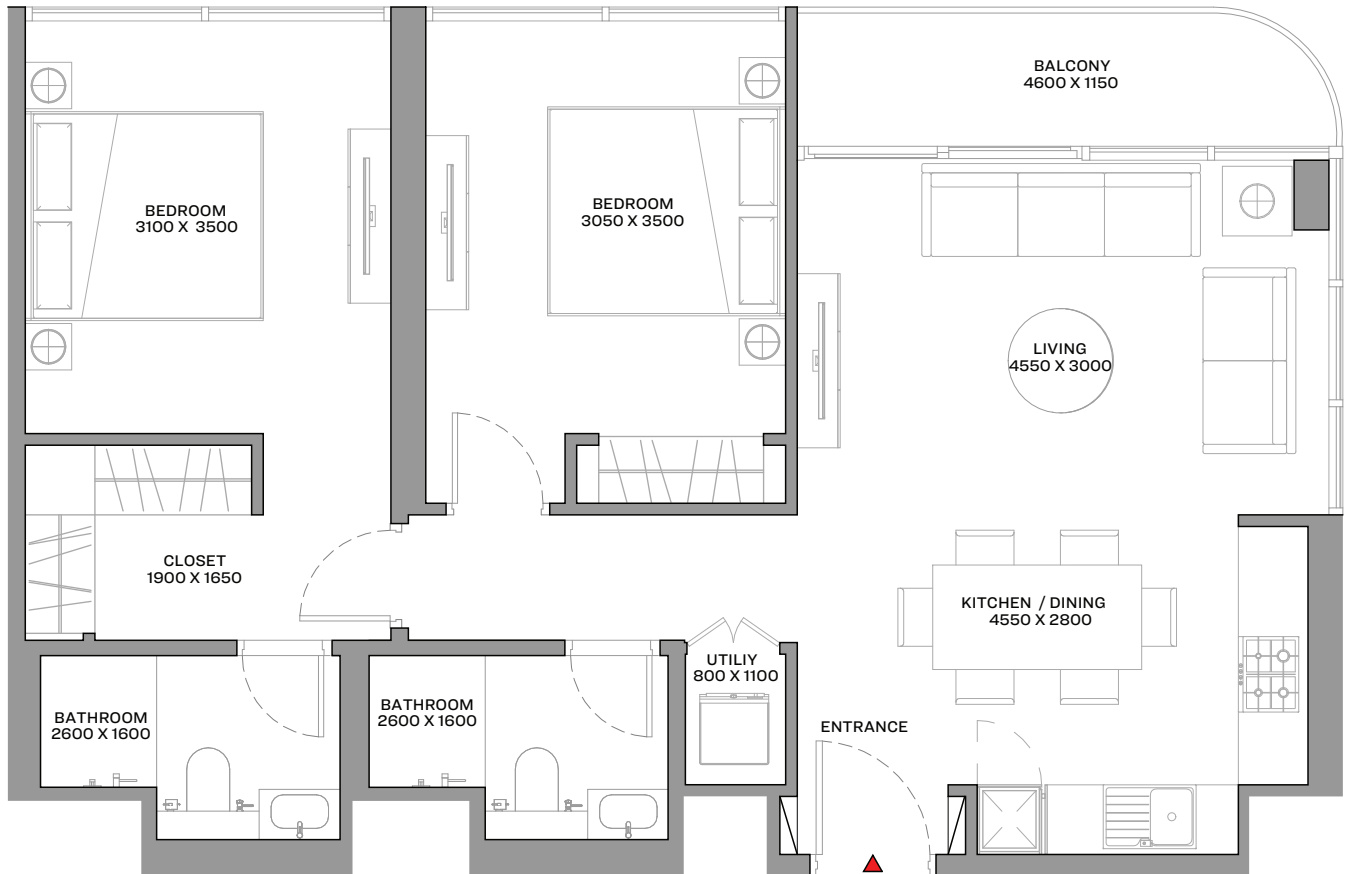 BALCONY
4600 X 1150
BEDROOM
3100 X 3500
BEDROOM
3050 X 3500
LIVING
4550 X 3000
CLOSET
1900 X 1650
KITCHEN / DINING
4550 X 2800
UTILIY
800 X 1100
BATHROOM
2600 X 1600
BATHROOM
2600 X 1600
ENTRANCE